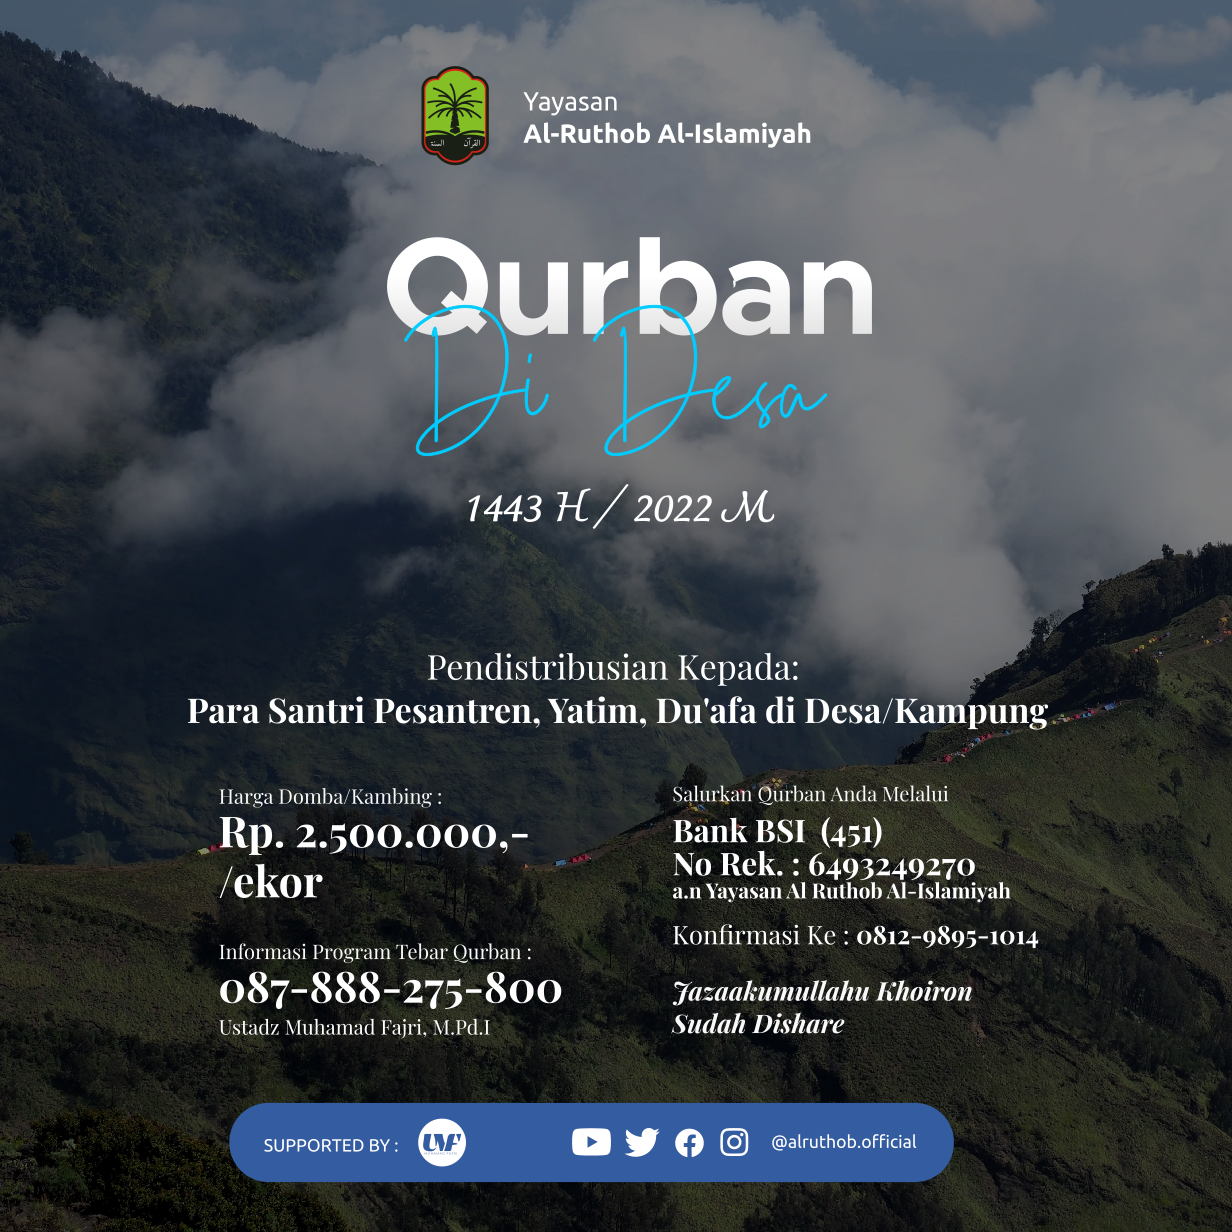 السنة القرآن
Yayasan
Al-Ruthob Al-Islamiyah
Qurban
Di Desa
1443 H / 2022 M
Pendistribusian Kepada:
Para Santri Pesantren, Yatim, Du'afa di Desa/Kampung
Harga Domba/Kambing :
Rp. 2.500.000,-
/ekor
Informasi Program Tebar Qurban :
087-888-275-800
Ustadz Muhamad Fajri, M.Pd.I
Salurkan Qurban Anda Melalui
Bank BSI (451)
No Rek. : 6493249270
a.n Yayasan Al Ruthob Al-Islamiyah
Konfirmasi Ke : 0812-9895-1014
Jazaakumullahu Khoiron
Sudah Dishare
SUPPORTED BY :
@alruthob.official